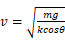 v = √(mg / kcosθ)